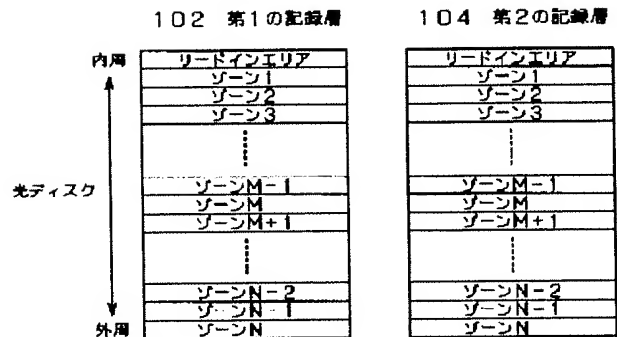 102 第1の記録層
104 第2の記録層
内周
光ディスク
外周
リードインエリア
ゾーン1
ゾーン2
ゾーン3
ゾーンM-1
ゾーンM
ゾーンM+1
ゾーンN-2
ゾーンN-1
ゾーンN
リードインエリア
ゾーン1
ゾーン2
ゾーン3
ゾーンM-1
ゾーンM
ゾーンM+1
ゾーンN-2
ゾーンN-1
ゾーンN